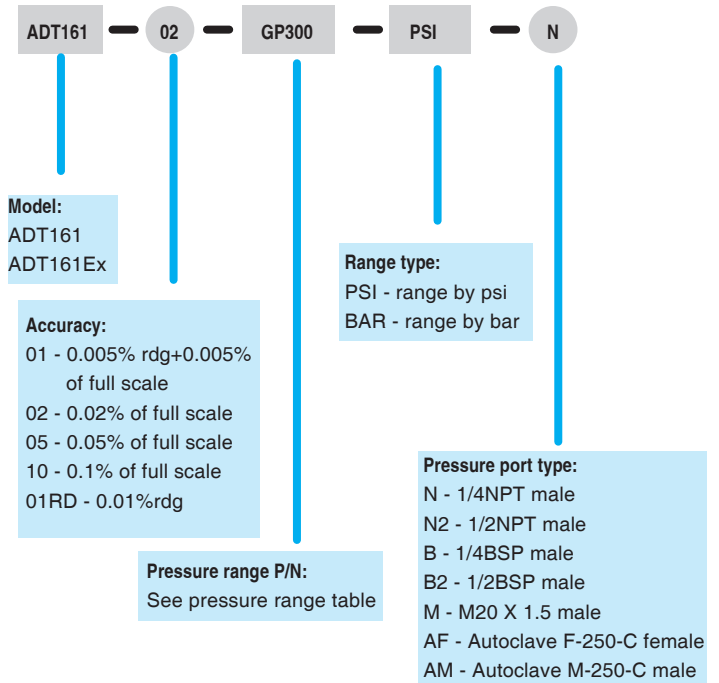 ADT161 — 02 — GP300 — PSI — N
Model:
ADT161
ADT161Ex
Accuracy:
01 - 0.005% rdg+0.005%
of full scale
02 - 0.02% of full scale
05 - 0.05% of full scale
10 - 0.1% of full scale
01RD - 0.01%rdg
Pressure range P/N:
See pressure range table
Range type:
PSI - range by psi
BAR - range by bar
Pressure port type:
N - 1/4NPT male
N2 - 1/2NPT male
B - 1/4BSP male
B2 - 1/2BSP male
M - M20 X 1.5 male
AF - Autoclave F-250-C female
AM - Autoclave M-250-C male